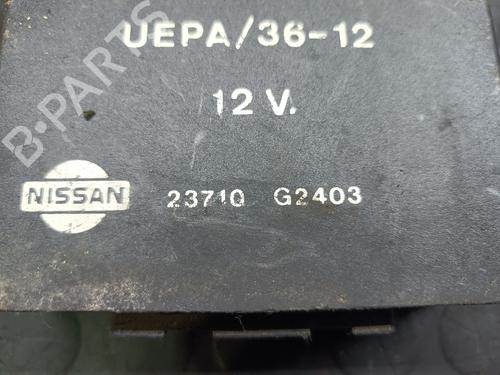 UEPA/36-12
12 V.
NISSAN 23710 G2403
B-PARTS